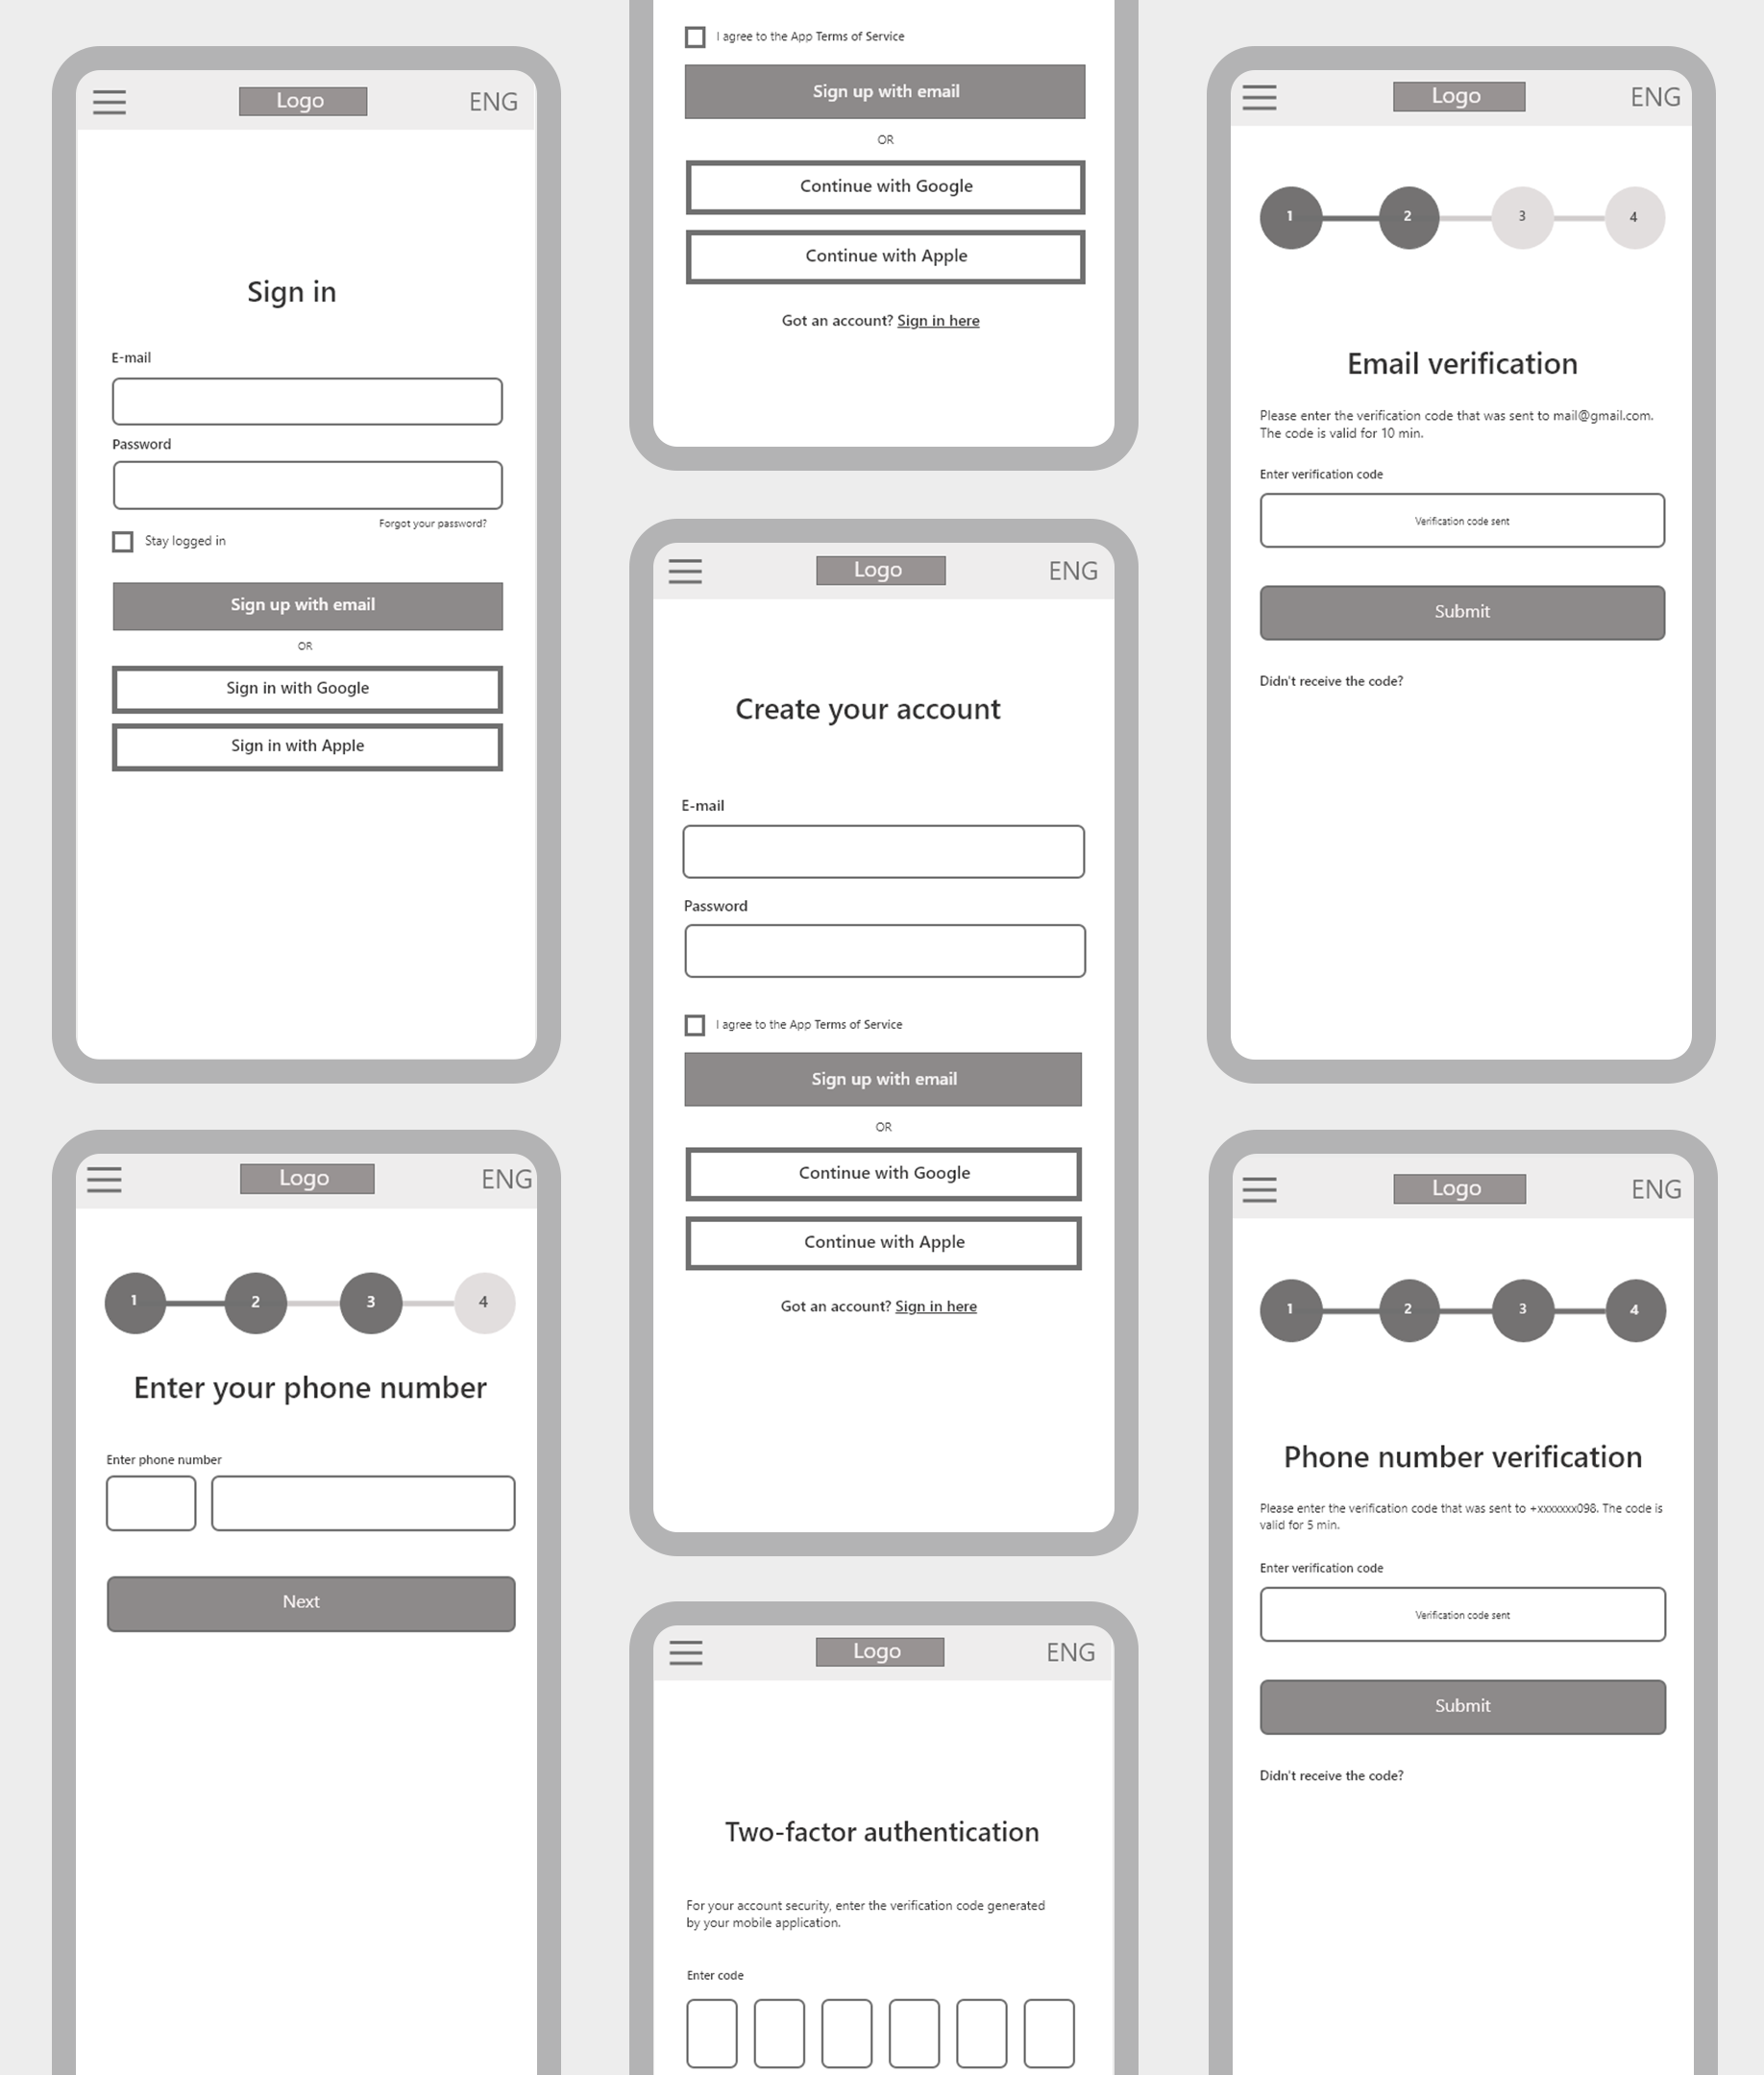 Logo
ENG
Sign in
E-mail
Password
Forgot your password?
Stay logged in
Sign up with email
OR
Sign in with Google
Sign in with Apple
Logo
ENG
1
2
3
4
Enter your phone number
Enter phone number
Next
I agree to the App Terms of Service
Sign up with email
OR
Continue with Google
Continue with Apple
Got an account? Sign in here
Logo
ENG
Create your account
E-mail
Password
I agree to the App Terms of Service
Sign up with email
OR
Continue with Google
Continue with Apple
Got an account? Sign in here
Logo
ENG
Two-factor authentication
For your account security, enter the verification code generated
by your mobile application.
Enter code
Logo
ENG
1
2
3
4
Email verification
Please enter the verification code that was sent to mail@gmail.com.
The code is valid for 10 min.
Enter verification code
Verification code sent
Submit
Didn't receive the code?
Logo
ENG
1
2
3
4
Phone number verification
Please enter the verification code that was sent to +xxxxxxx098. The code is
valid for 5 min.
Enter verification code
Verification code sent
Submit
Didn't receive the code?